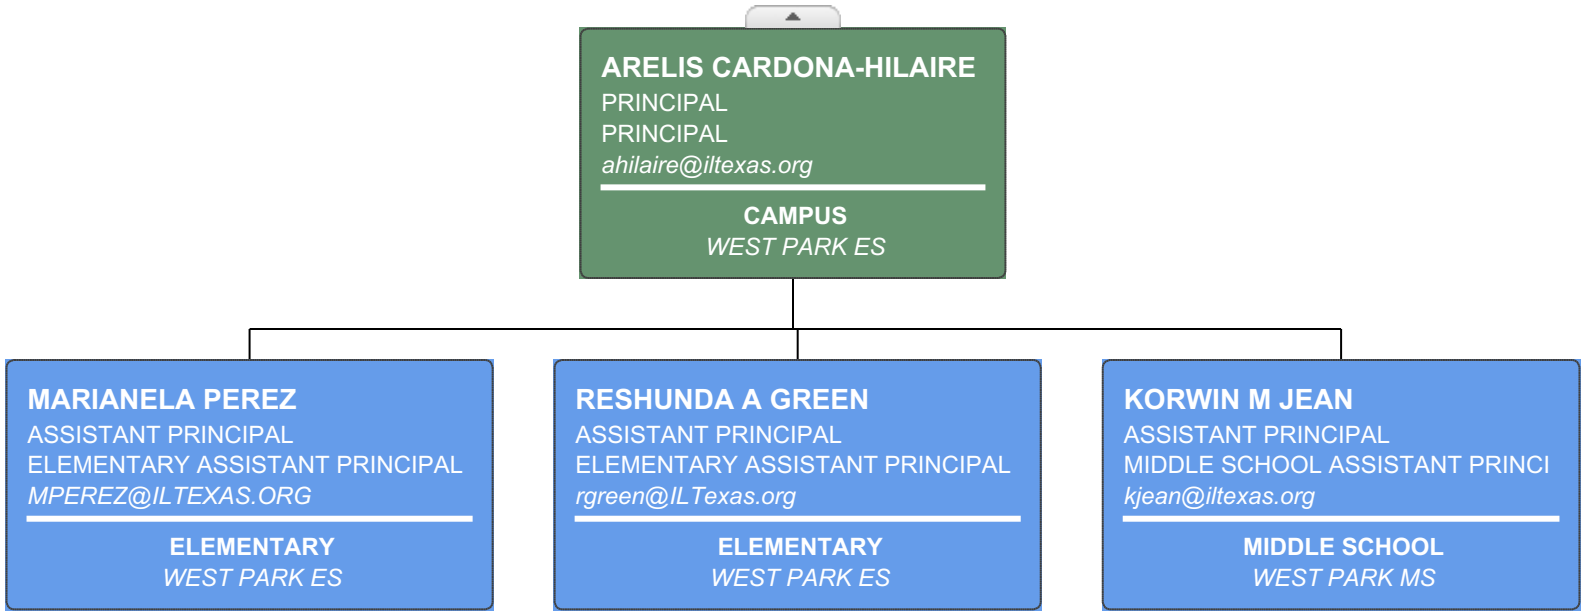 ARELIS CARDONA-HILAIRE
PRINCIPAL
PRINCIPAL
ahilaire@iltexas.org
CAMPUS
WEST PARK ES
MARIANELA PEREZ
ASSISTANT PRINCIPAL
ELEMENTARY ASSISTANT PRINCIPAL
MPEREZ@ILTEXAS.ORG
ELEMENTARY
WEST PARK ES
RESHUNDA A GREEN
ASSISTANT PRINCIPAL
ELEMENTARY ASSISTANT PRINCIPAL
rgreen@ILTexas.org
ELEMENTARY
WEST PARK ES
KORWIN M JEAN
ASSISTANT PRINCIPAL
MIDDLE SCHOOL ASSISTANT PRINCI
kjean@iltexas.org
MIDDLE SCHOOL
WEST PARK MS